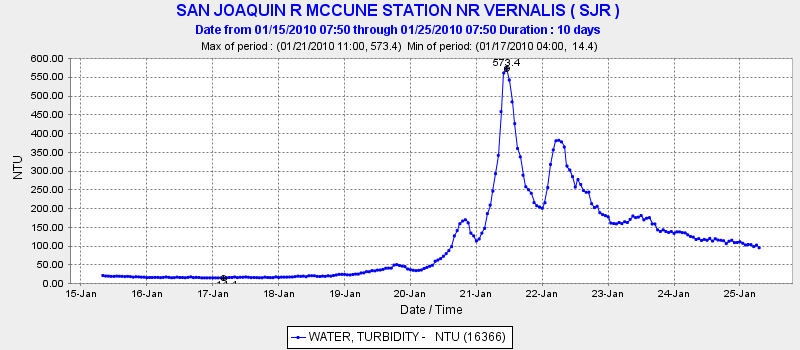 SAN JOAQUIN R MCCUNE STATION NR VERNALIS ( SJR )
Date from 01/15/2010 07:50 through 01/25/2010 07:50 Duration : 10 days
Max of period : (01/21/2010 11:00, 573.4) Min of period: (01/17/2010 04:00, 14.4)
600.00
550.00
500.00
450.00
400.00
350.00
300.00
250.00
200.00
150.00
100.00
50.00
0.00
NTU
573.4
15-Jan 16-Jan 17-Jan 18-Jan 19-Jan 20-Jan 21-Jan 22-Jan 23-Jan 24-Jan 25-Jan
Date / Time
WATER, TURBIDITY - NTU (16366)